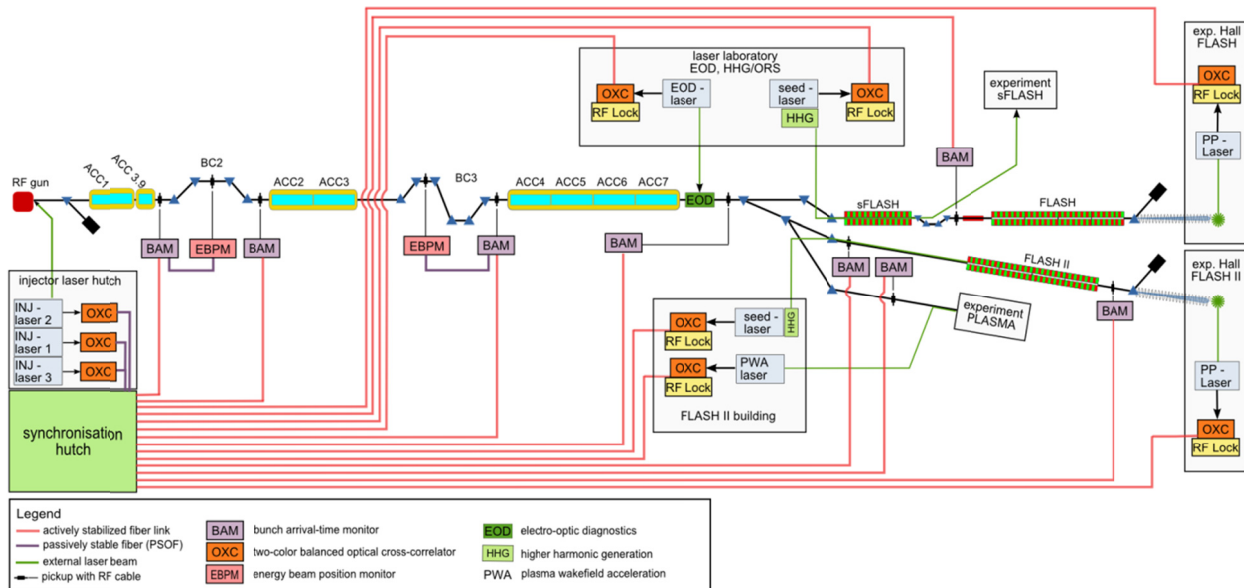 laser laboratory
EOD, HHG/ORS
exp. Hall
FLASH
OXC
RF Lock
EOD -
laser
seed -
laser
HHG
OXC
RF Lock
experiment
sFLASH
OXC
RF Lock
PP -
Laser
BAM
RF gun
ACC1
ACC 3.9
BC2
ACC2
ACC3
BC3
ACC4
ACC5
ACC6
ACC7
EOD
sFLASH
FLASH
BAM
EBPM
BAM
EBPM
BAM
BAM
BAM
BAM
FLASH II
BAM
exp. Hall
FLASH II
injector laser hutch
INJ -
laser 2
OXC
INJ -
laser 1
OXC
INJ -
laser 3
OXC
OXC
RF Lock
seed -
laser
HHG
OXC
RF Lock
PWA
laser
FLASH II building
experiment
PLASMA
PP -
Laser
OXC
RF Lock
synchronisation
hutch
Legend
actively stabilized fiber link
passively stable fiber (PSOF)
external laser beam
pickup with RF cable
BAM bunch arrival-time monitor
OXC two-color balanced optical cross-correlator
EBPM energy beam position monitor
EOD electro-optic diagnostics
HHG higher harmonic generation
PWA plasma wakefield acceleration